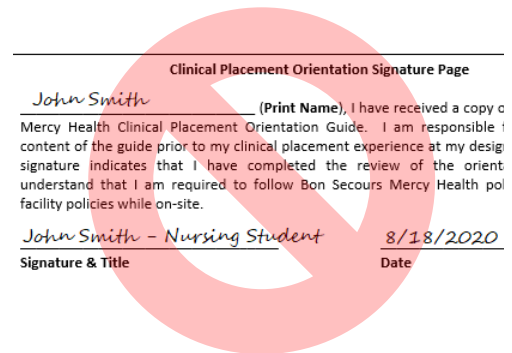 Clinical Placement Orientation Signature Page
John Smith (Print Name), I have received a copy o
Mercy Health Clinical Placement Orientation Guide. I am responsible
content of the guide prior to my clinical placement experience at my desig
signature indicates that I have completed the review of the orient
understand that I am required to follow Bon Secours Mercy Health pol
facility policies while on-site.
John Smith – Nursing Student 8/18/2020
Signature & Title Date